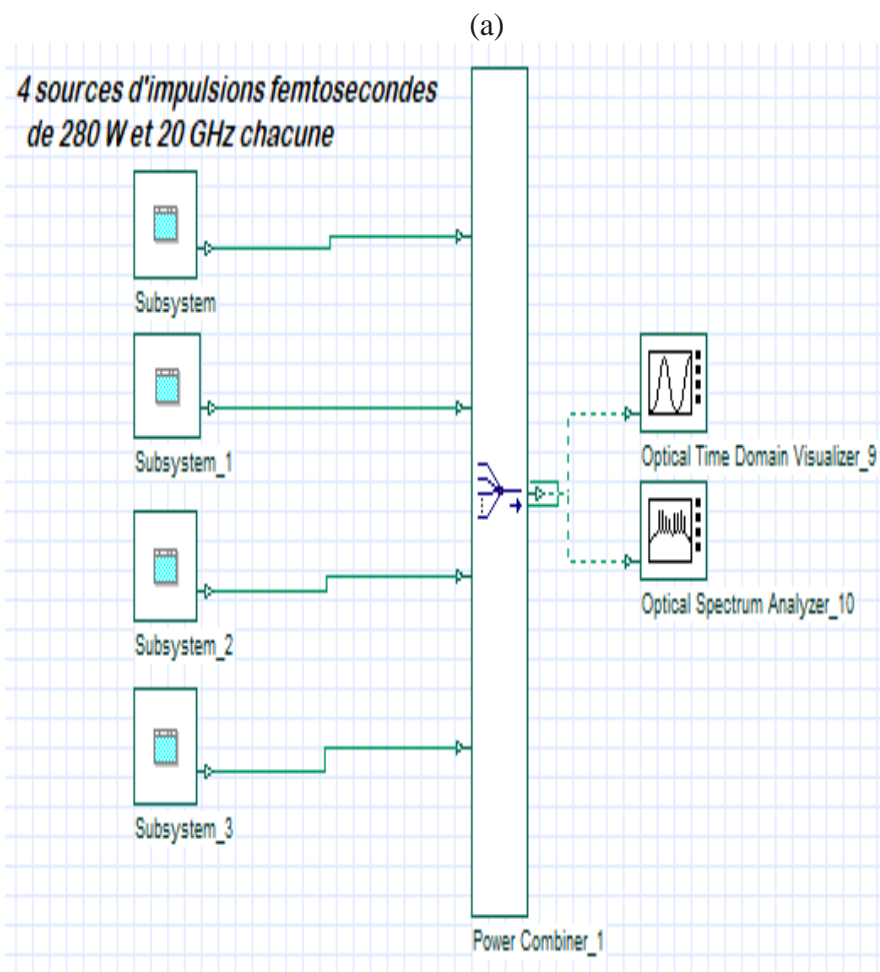 (a)
4 sources d'impulsions femtosecondes
de 280 W et 20 GHz chacune
Subsystem
Subsystem_1
Optical Time Domain Visualizer_9
Optical Spectrum Analyzer_10
Subsystem_2
Subsystem_3
Power Combiner_1